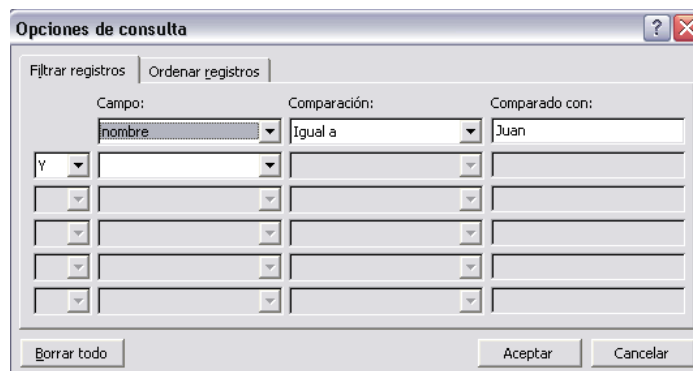 Opciones de consulta
?
Filtrar registros Ordenar registros
Campo: Comparación: Comparado con:
nombre Igual a Juan
Y
Borrar todo Aceptar Cancelar